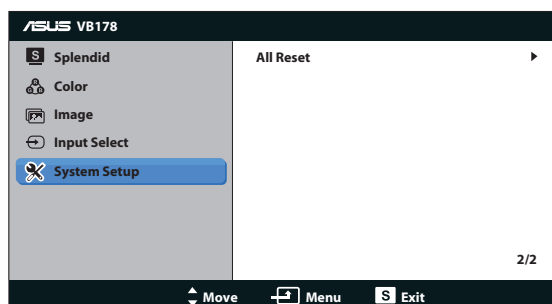 ASUS VB178
S Splendid
All Reset
Color
Image
Input Select
System Setup
2/2
Move Menu S Exit